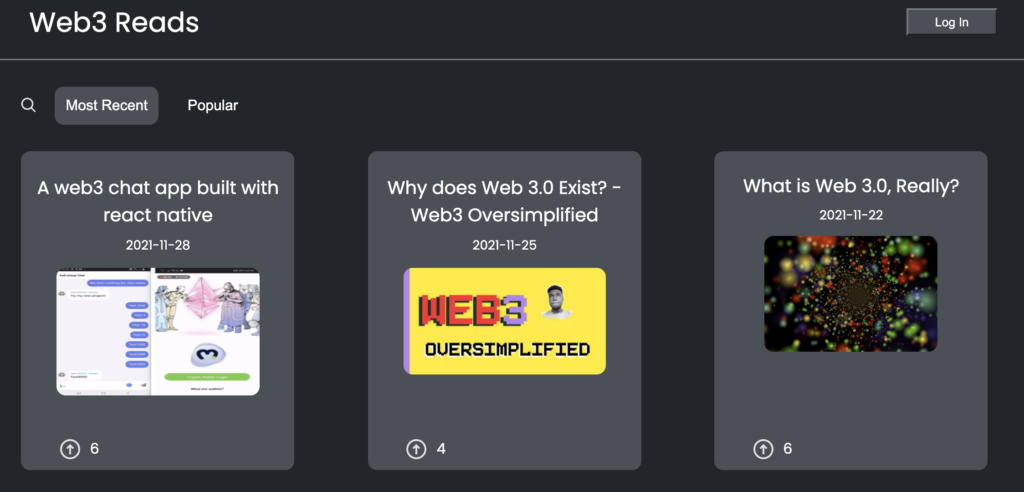 Web3 Reads
Log In
Most Recent
Popular
A web3 chat app built with
react native
2021-11-28
6
Why does Web 3.0 Exist? -
Web3 Oversimplified
2021-11-25
WEB3
OVERSIMPLIFIED
4
What is Web 3.0, Really?
2021-11-22
6